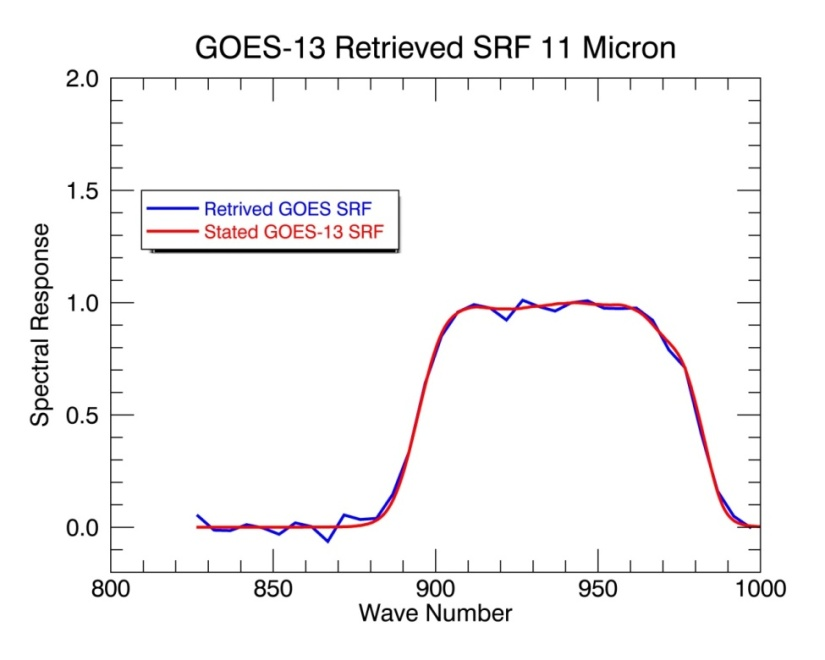 GOES-13 Retrieved SRF 11 Micron
2.0
1.5
Retrived GOES SRF
Stated GOES-13 SRF
Spectral Response
1.0
0.5
0.0
800 850 900 950 1000
Wave Number